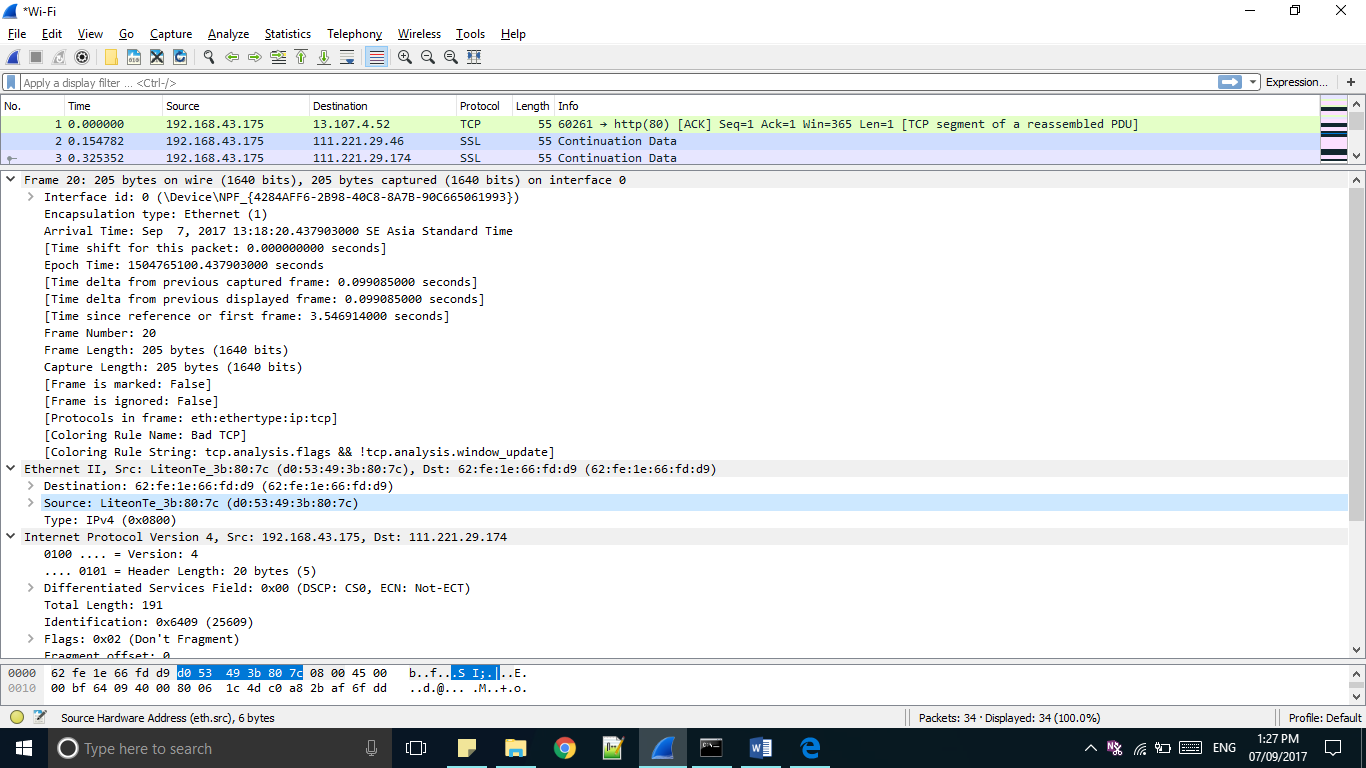 *Wi-Fi
File Edit View Go Capture Analyze Statistics Telephony Wireless Tools Help
Apply a display filter ... <Ctrl-/> Expression... +
No. Time Source Destination Protocol Length Info
1 0.000000 192.168.43.175 13.107.4.52 TCP 55 60261 → http(80) [ACK] Seq=1 Ack=1 Win=365 Len=1 [TCP segment of a reassembled PDU]
2 0.154782 192.168.43.175 111.221.29.46 SSL 55 Continuation Data
3 0.325352 192.168.43.175 111.221.29.174 SSL 55 Continuation Data
Frame 20: 205 bytes on wire (1640 bits), 205 bytes captured (1640 bits) on interface 0
Interface id: 0 (\Device\NPF_{4284AFF6-2B98-40C8-8A7B-90C665061993})
Encapsulation type: Ethernet (1)
Arrival Time: Sep  7, 2017 13:18:20.437903000 SE Asia Standard Time
[Time shift for this packet: 0.000000000 seconds]
Epoch Time: 1504765100.437903000 seconds
[Time delta from previous captured frame: 0.099085000 seconds]
[Time delta from previous displayed frame: 0.099085000 seconds]
[Time since reference or first frame: 3.546914000 seconds]
Frame Number: 20
Frame Length: 205 bytes (1640 bits)
Capture Length: 205 bytes (1640 bits)
[Frame is marked: False]
[Frame is ignored: False]
[Protocols in frame: eth:ethertype:ip:tcp]
[Coloring Rule Name: Bad TCP]
[Coloring Rule String: tcp.analysis.flags && !tcp.analysis.window_update]
Ethernet II, Src: LiteonTe_3b:80:7c (d0:53:49:3b:80:7c), Dst: 62:fe:1e:66:fd:d9 (62:fe:1e:66:fd:d9)
Destination: 62:fe:1e:66:fd:d9 (62:fe:1e:66:fd:d9)
Source: LiteonTe_3b:80:7c (d0:53:49:3b:80:7c)
Type: IPv4 (0x0800)
Internet Protocol Version 4, Src: 192.168.43.175, Dst: 111.221.29.174
0100 .... = Version: 4
.... 0101 = Header Length: 20 bytes (5)
Differentiated Services Field: 0x00 (DSCP: CS0, ECN: Not-ECT)
Total Length: 191
Identification: 0x6409 (25609)
Flags: 0x02 (Don't Fragment)
Fragment offset: 0
0000 62 fe 1e 66 fd d9 d0 53 49 3b 80 7c 08 00 45 00 b..f...S I;.|..E.
0010 00 bf 64 09 40 00 80 06 1c 4d c0 a8 2b af 6f dd ..d.@... .M..+.o.
Source Hardware Address (eth.src), 6 bytes Packets: 34 · Displayed: 34 (100.0%) Profile: Default
Type here to search ENG 1:27 PM
07/09/2017